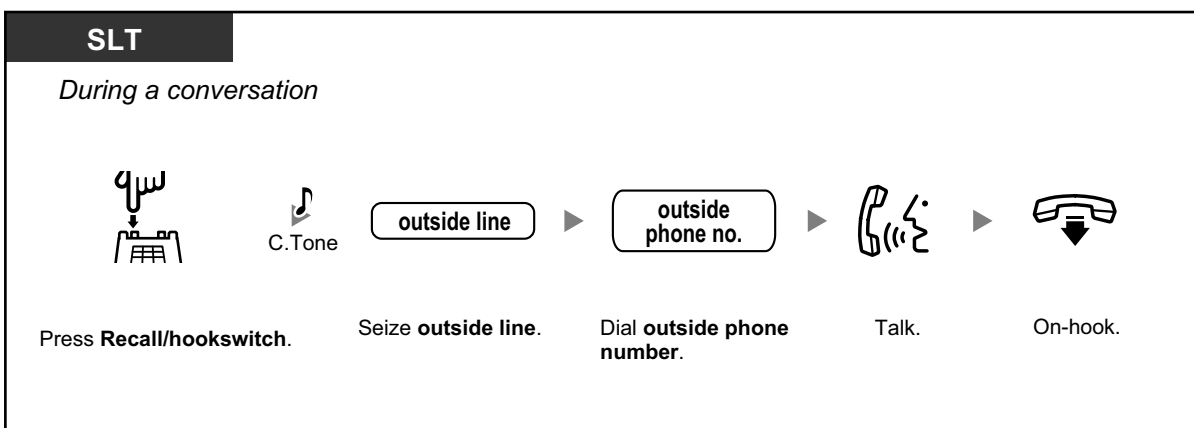 SLT
During a conversation
C.Tone
outside line
outside
phone no.
Press Recall/hookswitch.
Seize outside line.
Dial outside phone
number.
Talk.
On-hook.